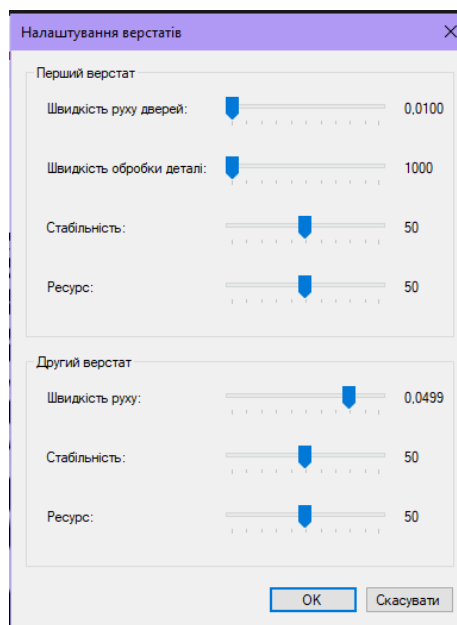 Налаштування верстатів
Перший верстат
Швидкість руху дверей: 0,0100
Швидкість обробки деталі: 1000
Стабільність: 50
Ресурс: 50
Другий верстат
Швидкість руху: 0,0499
Стабільність: 50
Ресурс: 50
OK Скасувати